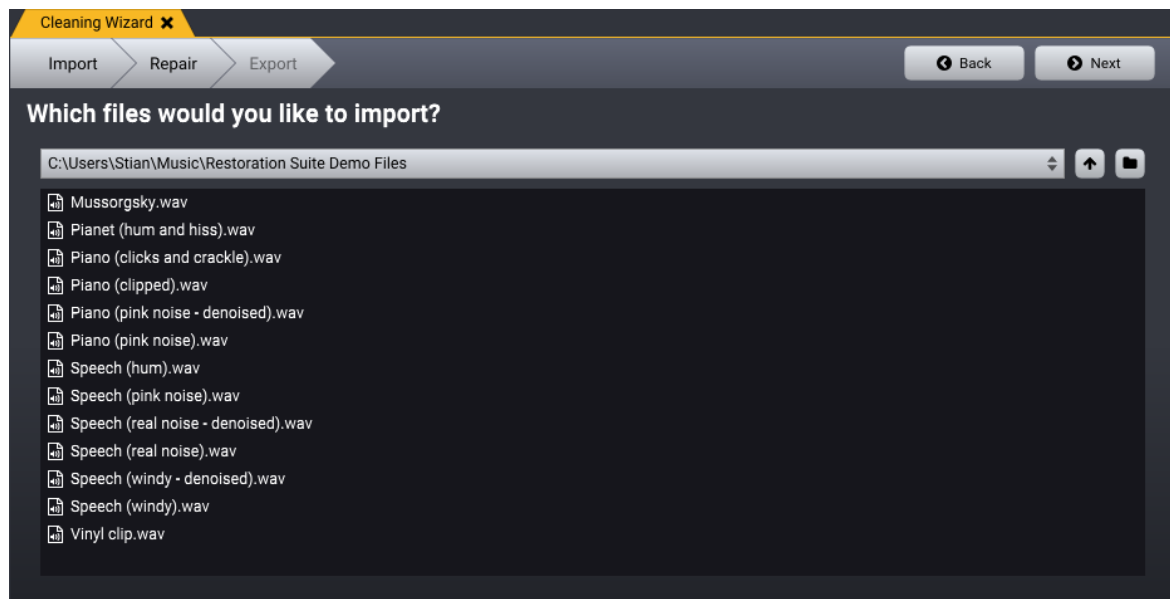 Cleaning Wizard
Import Repair Export Back Next
Which files would you like to import?
C:\Users\Stian\Music\Restoration Suite Demo Files
Mussorgsky.wav
Pianet (hum and hiss).wav
Piano (clicks and crackle).wav
Piano (clipped).wav
Piano (pink noise - denoised).wav
Piano (pink noise).wav
Speech (hum).wav
Speech (pink noise).wav
Speech (real noise - denoised).wav
Speech (real noise).wav
Speech (windy - denoised).wav
Speech (windy).wav
Vinyl clip.wav